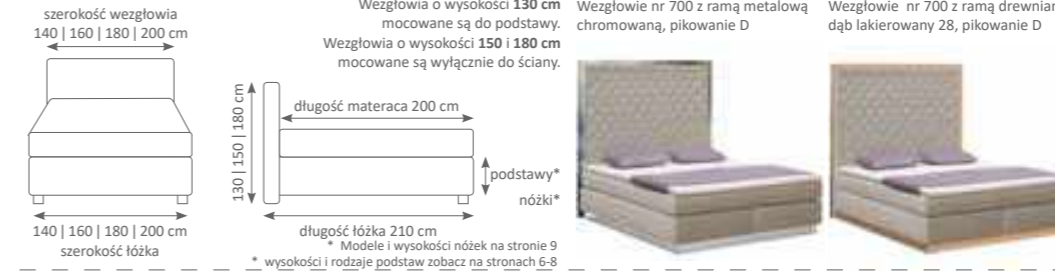 szerokość wezgłowia
140 | 160 | 180 | 200 cm
140 | 160 | 180 | 200 cm
szerokość łóżka
Wezgłowia o wysokości 130 cm
mocowane są do podstawy.
Wezgłowia o wysokości 150 i 180 cm
mocowane są wyłącznie do ściany.
130 | 150 | 180 cm
długość materaca 200 cm
podstawy*
nóżki*
długość łóżka 210 cm
* Modele i wysokości nóżek na stronie 9
* wysokości i rodzaje podstaw zobacz na stronach 6-8
Wezgłowie nr 700 z ramą metalową
chromowaną, pikowanie D
Wezgłowie nr 700 z ramą drewnian
dąb lakierowany 28, pikowanie D